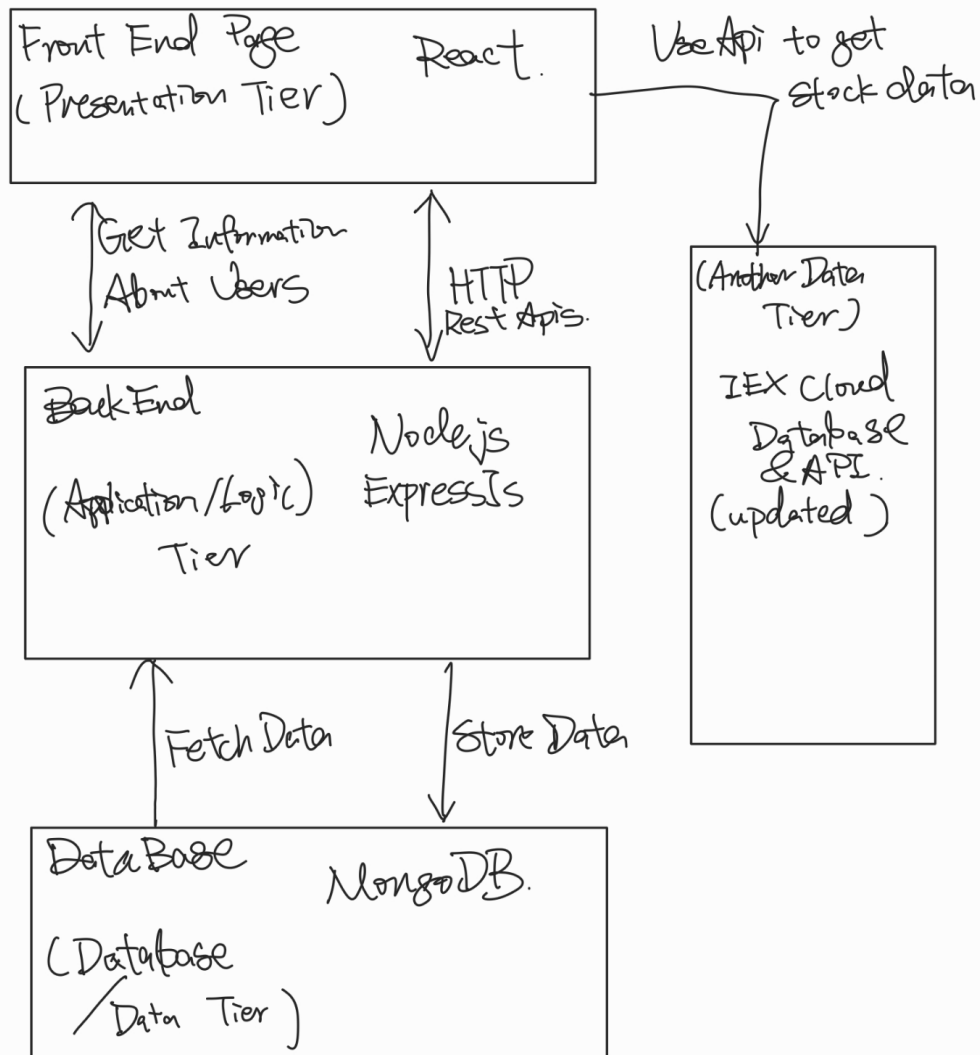 Front End Page
(Presentation Tier)
React.
Use Api to get
stock data
Get Information
About Users
HTTP
Rest Apis.
(Another Data
Tier)
IEX Cloud
Database
& API.
(updated)
BackEnd
(Application/Logic)
Tier
Node.js
ExpressJs
Fetch Data
Store Data
DataBase
MongoDB.
(Database
/Data Tier)